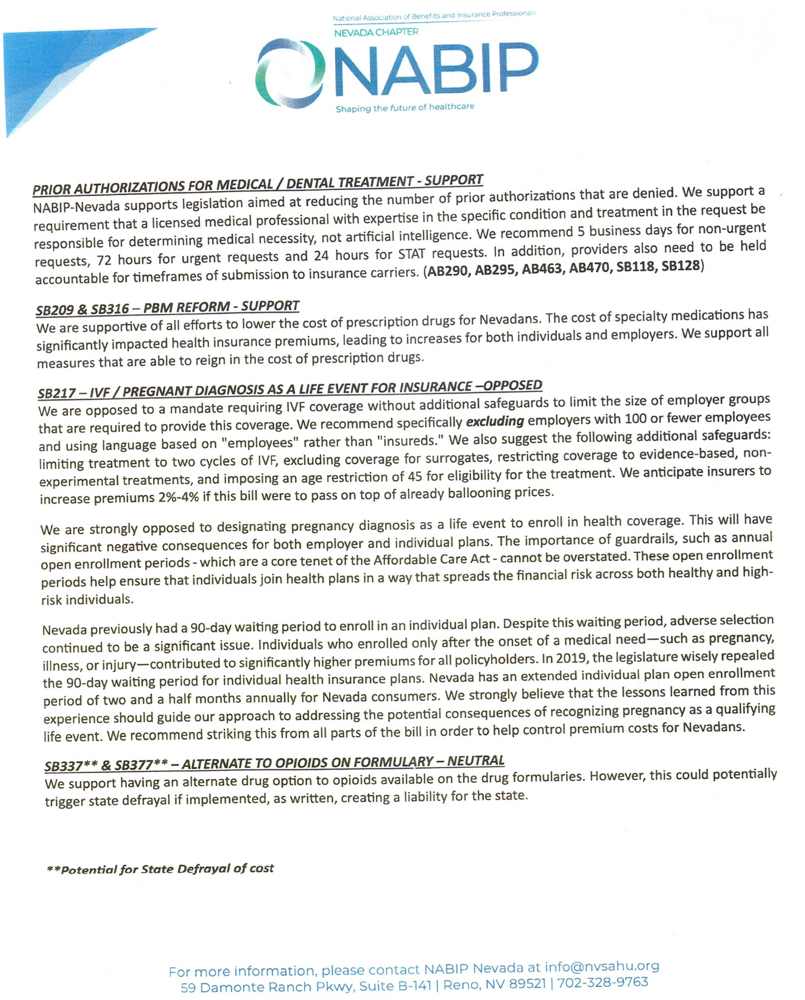 National Association of Benefits and Insurance Professionals
NEVADA CHAPTER
NABIP
Shaping the future of healthcare
PRIOR AUTHORIZATIONS FOR MEDICAL / DENTAL TREATMENT - SUPPORT
NABIP-Nevada supports legislation aimed at reducing the number of prior authorizations that are denied. We support a
requirement that a licensed medical professional with expertise in the specific condition and treatment in the request be
responsible for determining medical necessity, not artificial intelligence. We recommend 5 business days for non-urgent
requests, 72 hours for urgent requests and 24 hours for STAT requests. In addition, providers also need to be held
accountable for timeframes of submission to insurance carriers. (AB290, AB295, AB463, AB470, SB118, SB128)
SB209 & SB316 – PBM REFORM - SUPPORT
We are supportive of all efforts to lower the cost of prescription drugs for Nevadans. The cost of specialty medications has
significantly impacted health insurance premiums, leading to increases for both individuals and employers. We support all
measures that are able to reign in the cost of prescription drugs.
SB217 – IVF / PREGNANT DIAGNOSIS AS A LIFE EVENT FOR INSURANCE –OPPOSED
We are opposed to a mandate requiring IVF coverage without additional safeguards to limit the size of employer groups
that are required to provide this coverage. We recommend specifically excluding employers with 100 or fewer employees
and using language based on "employees" rather than "insureds." We also suggest the following additional safeguards:
limiting treatment to two cycles of IVF, excluding coverage for surrogates, restricting coverage to evidence-based, non-
experimental treatments, and imposing an age restriction of 45 for eligibility for the treatment. We anticipate insurers to
increase premiums 2%-4% if this bill were to pass on top of already ballooning prices.
We are strongly opposed to designating pregnancy diagnosis as a life event to enroll in health coverage. This will have
significant negative consequences for both employer and individual plans. The importance of guardrails, such as annual
open enrollment periods - which are a core tenet of the Affordable Care Act - cannot be overstated. These open enrollment
periods help ensure that individuals join health plans in a way that spreads the financial risk across both healthy and high-
risk individuals.
Nevada previously had a 90-day waiting period to enroll in an individual plan. Despite this waiting period, adverse selection
continued to be a significant issue. Individuals who enrolled only after the onset of a medical need—such as pregnancy,
illness, or injury—contributed to significantly higher premiums for all policyholders. In 2019, the legislature wisely repealed
the 90-day waiting period for individual health insurance plans. Nevada has an extended individual plan open enrollment
period of two and a half months annually for Nevada consumers. We strongly believe that the lessons learned from this
experience should guide our approach to addressing the potential consequences of recognizing pregnancy as a qualifying
life event. We recommend striking this from all parts of the bill in order to help control premium costs for Nevadans.
SB337** & SB377** – ALTERNATE TO OPIOIDS ON FORMULARY – NEUTRAL
We support having an alternate drug option to opioids available on the drug formularies. However, this could potentially
trigger state defrayal if implemented, as written, creating a liability for the state.
**Potential for State Defrayal of cost
For more information, please contact NABIP Nevada at info@nvsahu.org
59 Damonte Ranch Pkwy, Suite B-141 | Reno, NV 89521 | 702-328-9763